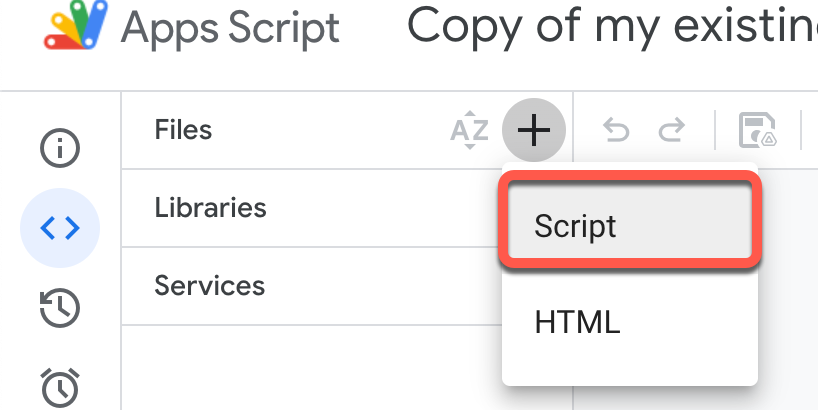 Apps Script
Copy of my existin
Files
AZ
Libraries
Services
Script
HTML